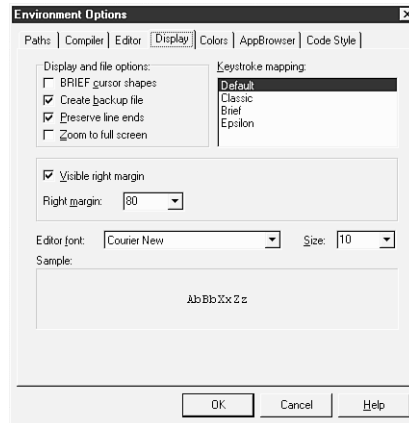 Environment Options
Paths Compiler Editor Display Colors AppBrowser Code Style
Display and file options:
BRIEF cursor shapes
Create backup file
Preserve line ends
Zoom to full screen
Keystroke mapping:
Default
Classic
Brief
Epsilon
Visible right margin
Right margin: 80
Editor font: Courier New Size: 10
Sample:
AbBbXxZz
OK Cancel Help